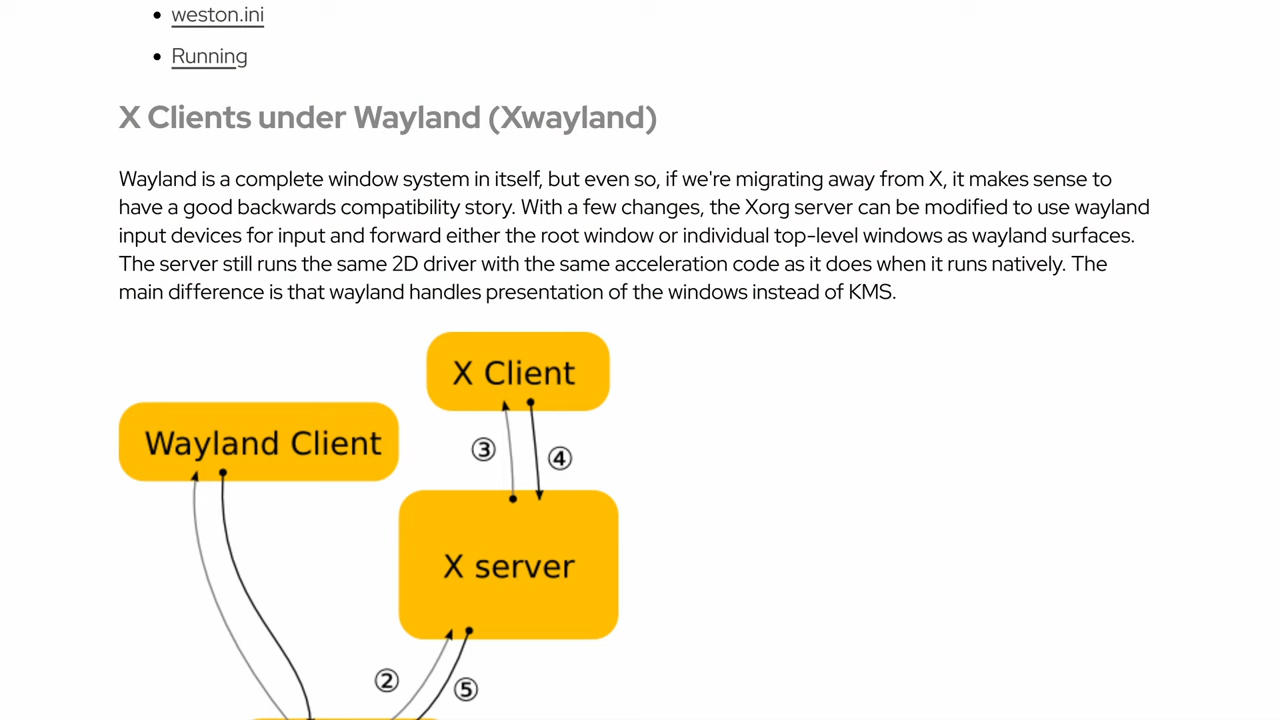 weston.ini
Running
X Clients under Wayland (Xwayland)
Wayland is a complete window system in itself, but even so, if we're migrating away from X, it makes sense to
have a good backwards compatibility story. With a few changes, the Xorg server can be modified to use wayland
input devices for input and forward either the root window or individual top-level windows as wayland surfaces.
The server still runs the same 2D driver with the same acceleration code as it does when it runs natively. The
main difference is that wayland handles presentation of the windows instead of KMS.
X Client
Wayland Client
③
④
X server
②
⑤